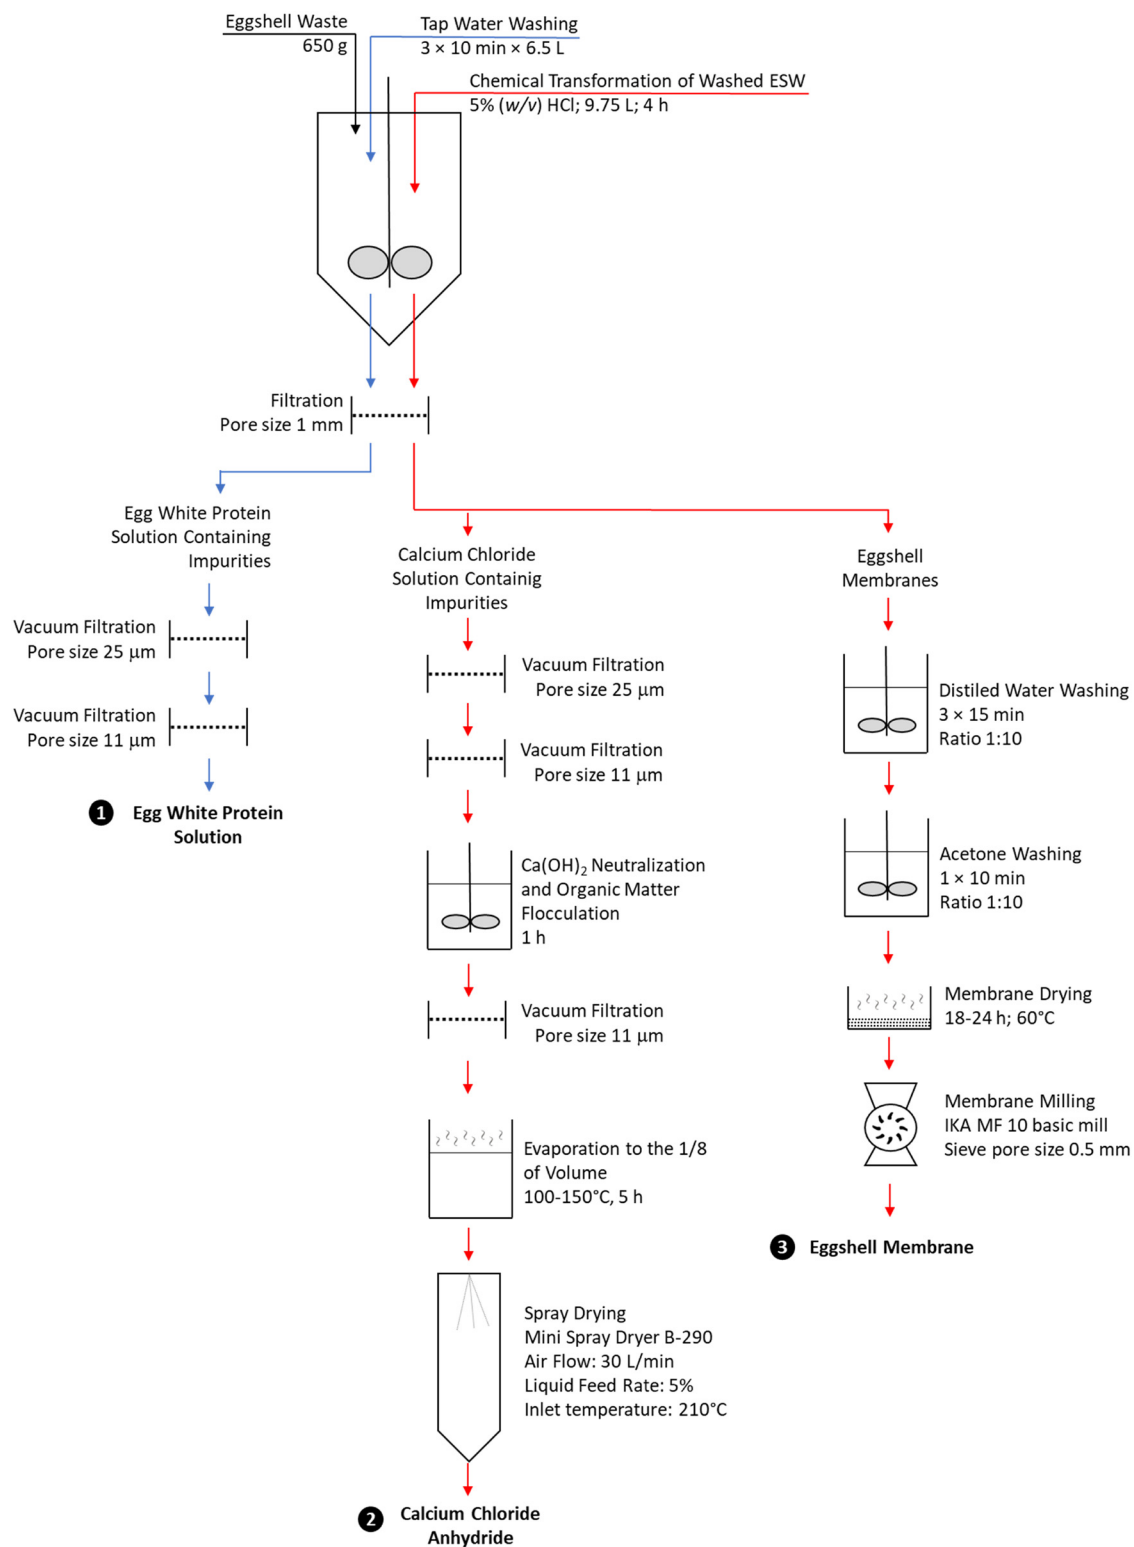 Eggshell Waste
650 g
Tap Water Washing
3 × 10 min × 6.5 L
Chemical Transformation of Washed ESW
5% (w/v) HCl; 9.75 L; 4 h
Filtration
Pore size 1 mm
Egg White Protein
Solution Containing
Impurities
Vacuum Filtration
Pore size 25 μm
Vacuum Filtration
Pore size 11 μm
1 Egg White Protein
Solution
Calcium Chloride
Solution Containig
Impurities
Vacuum Filtration
Pore size 25 μm
Vacuum Filtration
Pore size 11 μm
Ca(OH)₂ Neutralization
and Organic Matter
Flocculation
1 h
Vacuum Filtration
Pore size 11 μm
Evaporation to the 1/8
of Volume
100-150°C, 5 h
Spray Drying
Mini Spray Dryer B-290
Air Flow: 30 L/min
Liquid Feed Rate: 5%
Inlet temperature: 210°C
2 Calcium Chloride
Anhydride
Eggshell
Membranes
Distiled Water Washing
3 × 15 min
Ratio 1:10
Acetone Washing
1 × 10 min
Ratio 1:10
Membrane Drying
18-24 h; 60°C
Membrane Milling
IKA MF 10 basic mill
Sieve pore size 0.5 mm
3 Eggshell Membrane